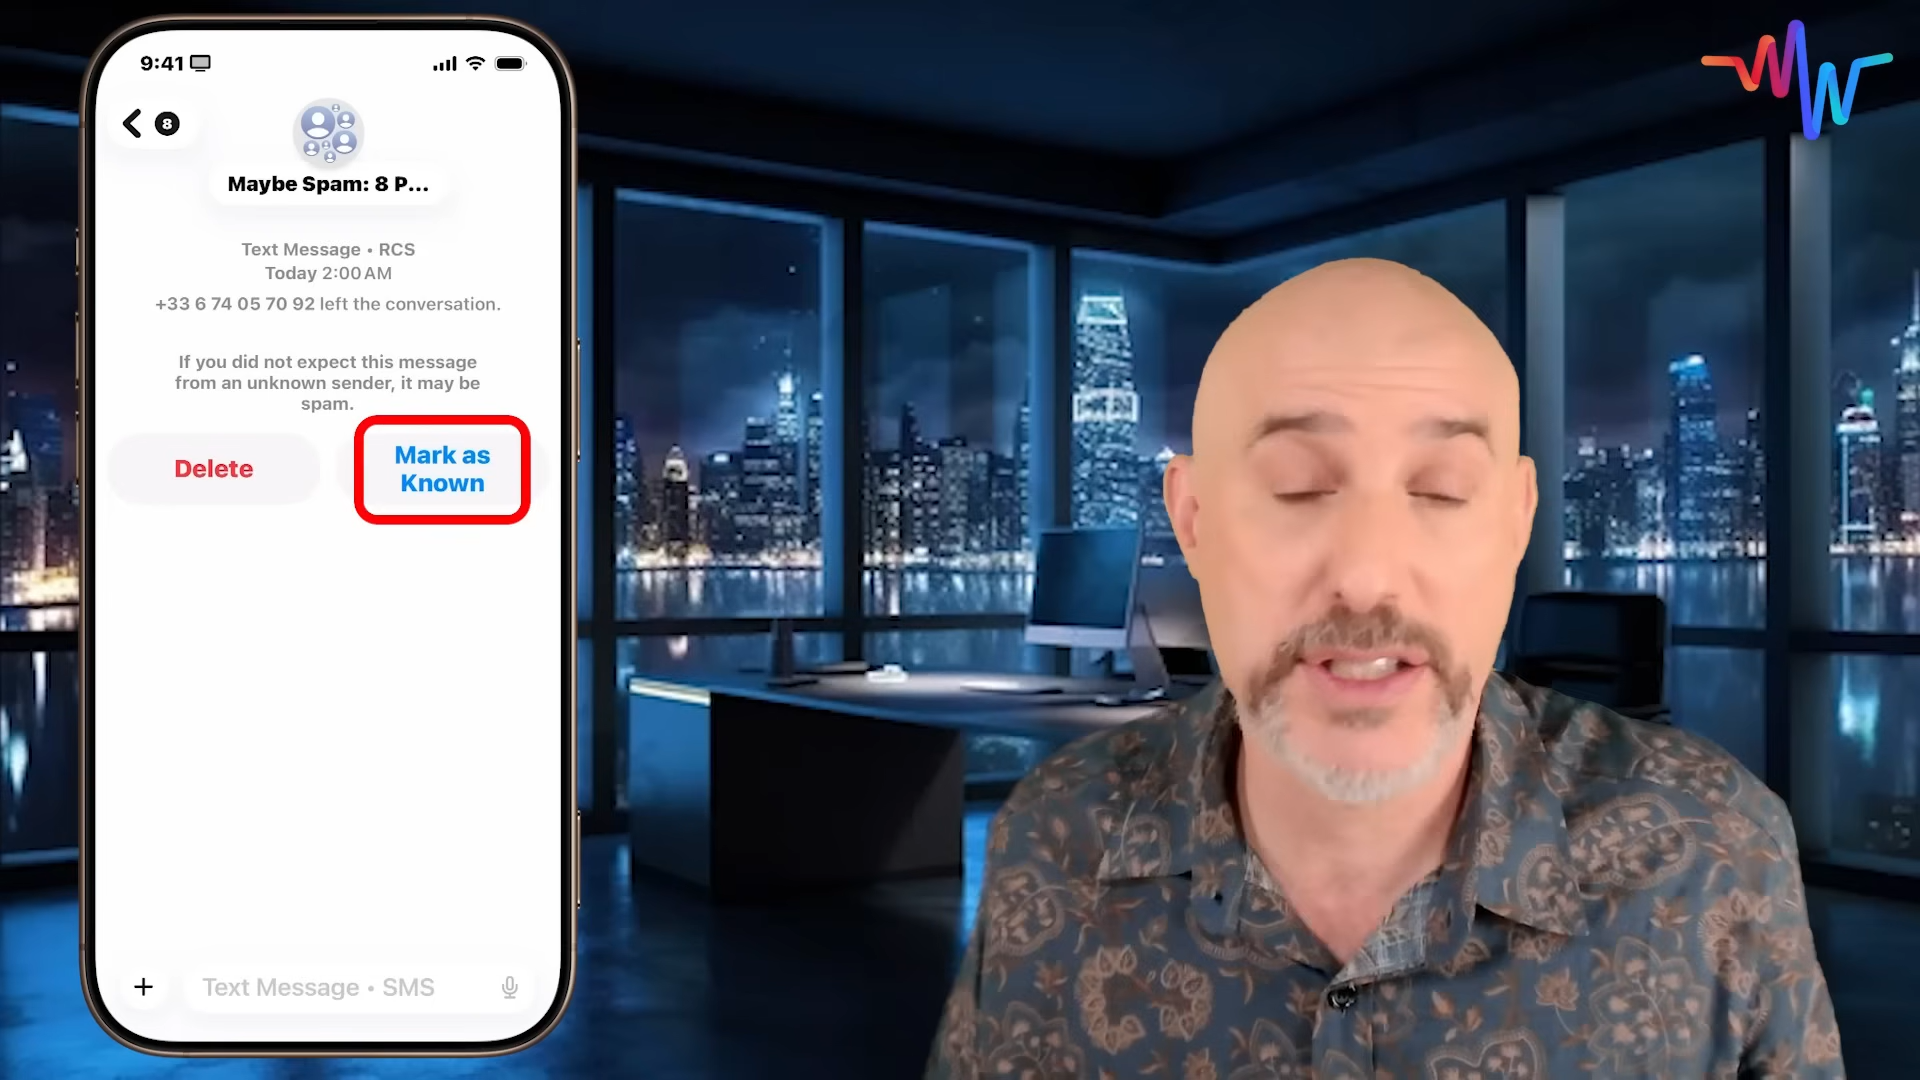 9:41
8
Maybe Spam: 8 P...
Text Message • RCS
Today 2:00 AM
+33 6 74 05 70 92 left the conversation.
If you did not expect this message
from an unknown sender, it may be
spam.
Delete
Mark as
Known
+
Text Message • SMS
MW